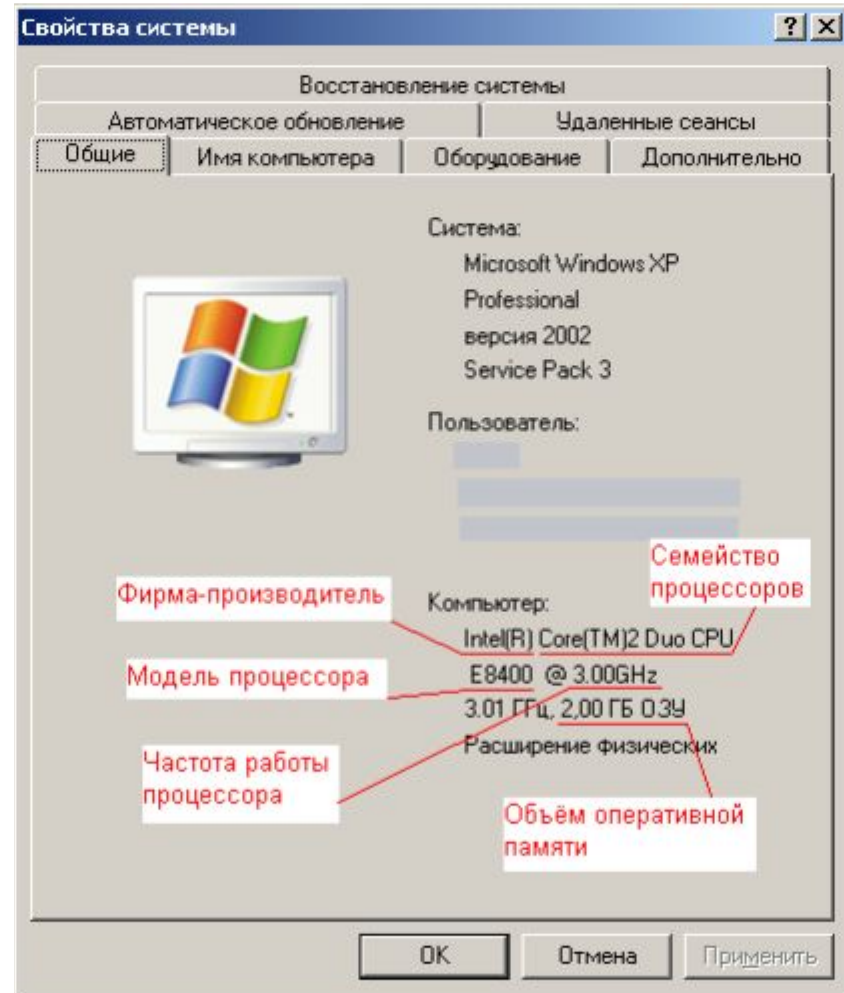 Свойства системы
Восстановление системы
Автоматическое обновление
Удаленные сеансы
Общие
Имя компьютера
Оборудование
Дополнительно
Система:
Microsoft Windows XP
Professional
версия 2002
Service Pack 3
Пользователь:
Семейство
процессоров
Фирма-производитель
Компьютер:
Intel(R) Core(TM)2 Duo CPU
Модель процессора
E8400 @ 3.00GHz
3.01 ГГц, 2,00 ГБ ОЗУ
Расширение физических
Частота работы
процессора
Объём оперативной
памяти
OK
Отмена
Применить